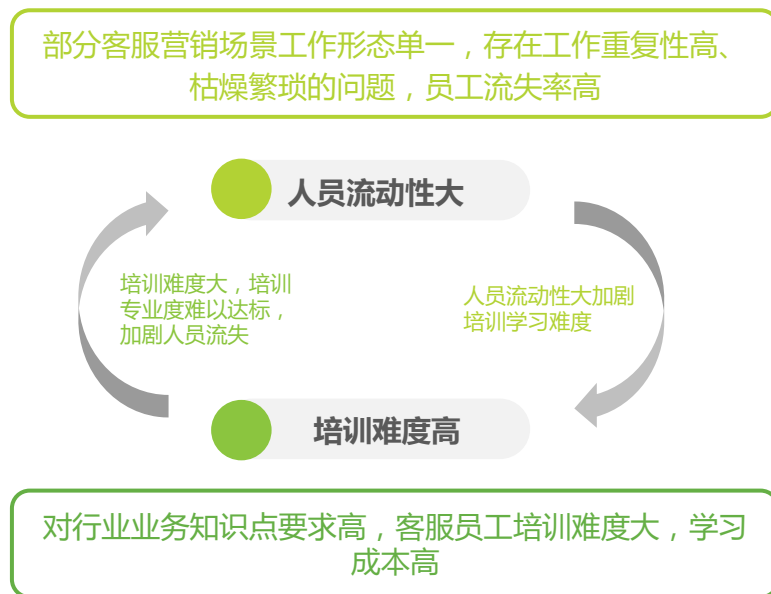 部分客服营销场景工作形态单一，存在工作重复性高、
枯燥繁琐的问题，员工流失率高
人员流动性大
培训难度大，培训
专业度难以达标，
加剧人员流失
人员流动性大加剧
培训学习难度
培训难度高
对行业业务知识点要求高，客服员工培训难度大，学习
成本高